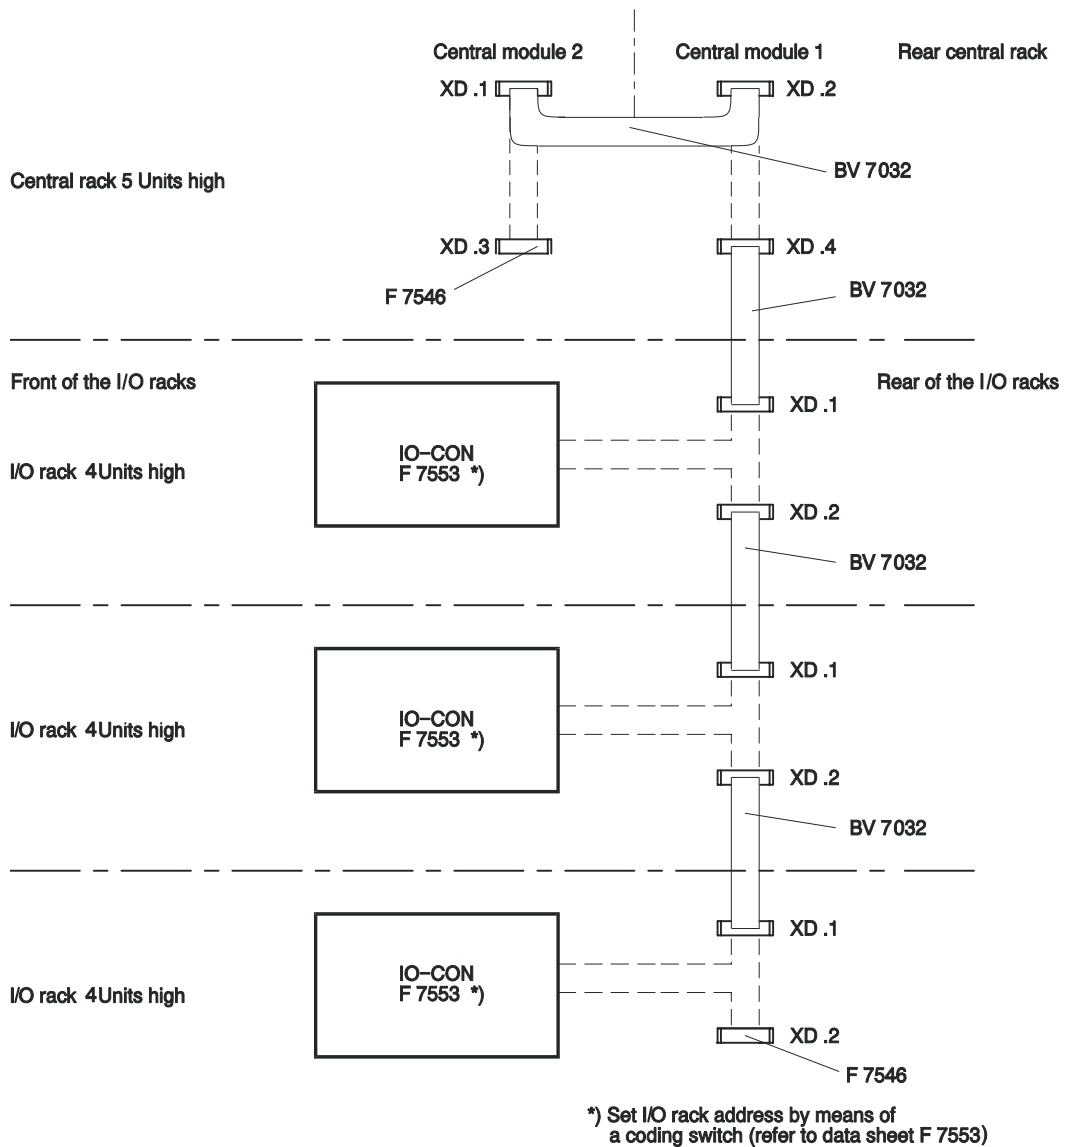 Central module 2
Central module 1
Rear central rack
XD .1
XD .2
BV 7032
Central rack 5 Units high
XD .3
XD .4
F 7546
BV 7032
Front of the I/O racks
Rear of the I/O racks
XD .1
IO-CON
F 7553 *)
I/O rack 4Units high
XD .2
BV 7032
XD .1
IO-CON
F 7553 *)
I/O rack 4Units high
XD .2
BV 7032
XD .1
IO-CON
F 7553 *)
I/O rack 4Units high
XD .2
F 7546
*) Set I/O rack address by means of
a coding switch (refer to data sheet F 7553)